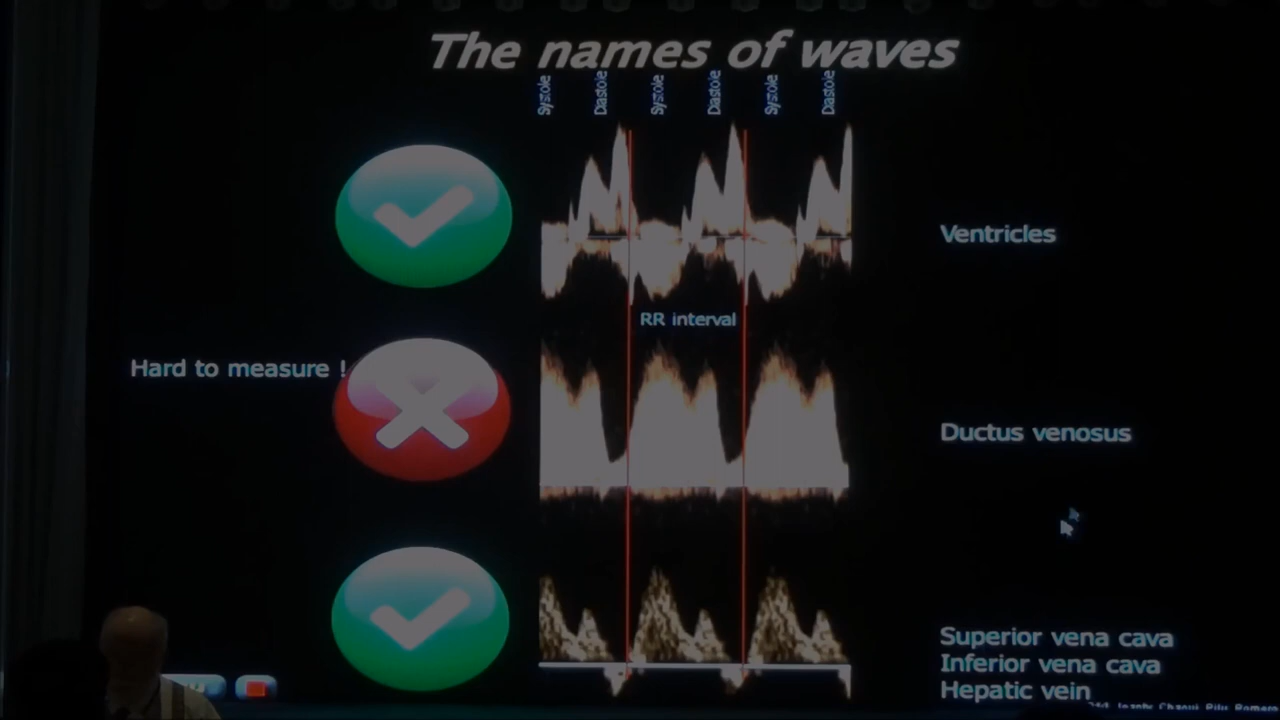 The names of waves
Systole
Diastole
Systole
Diastole
Systole
Diastole
Ventricles
RR interval
Hard to measure !
Ductus venosus
Superior vena cava
Inferior vena cava
Hepatic vein